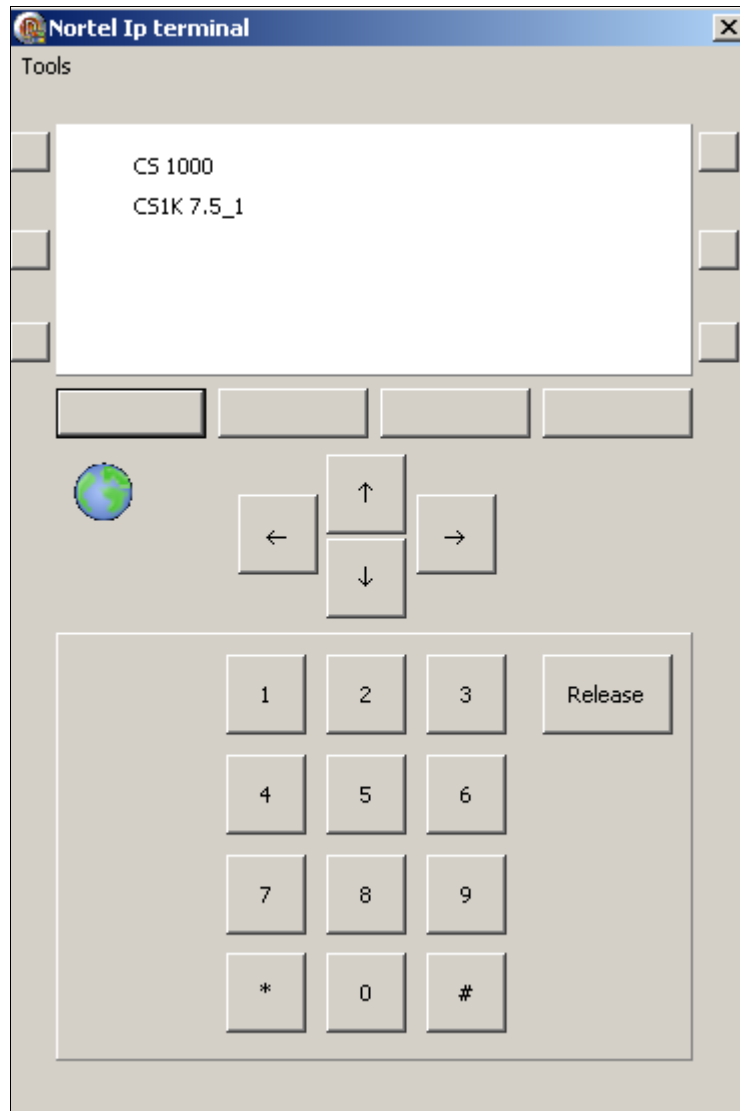 Nortel Ip terminal
Tools
CS 1000
CS1K 7.5_1
↑
← →
↓
1 2 3 Release
4 5 6
7 8 9
* 0 #